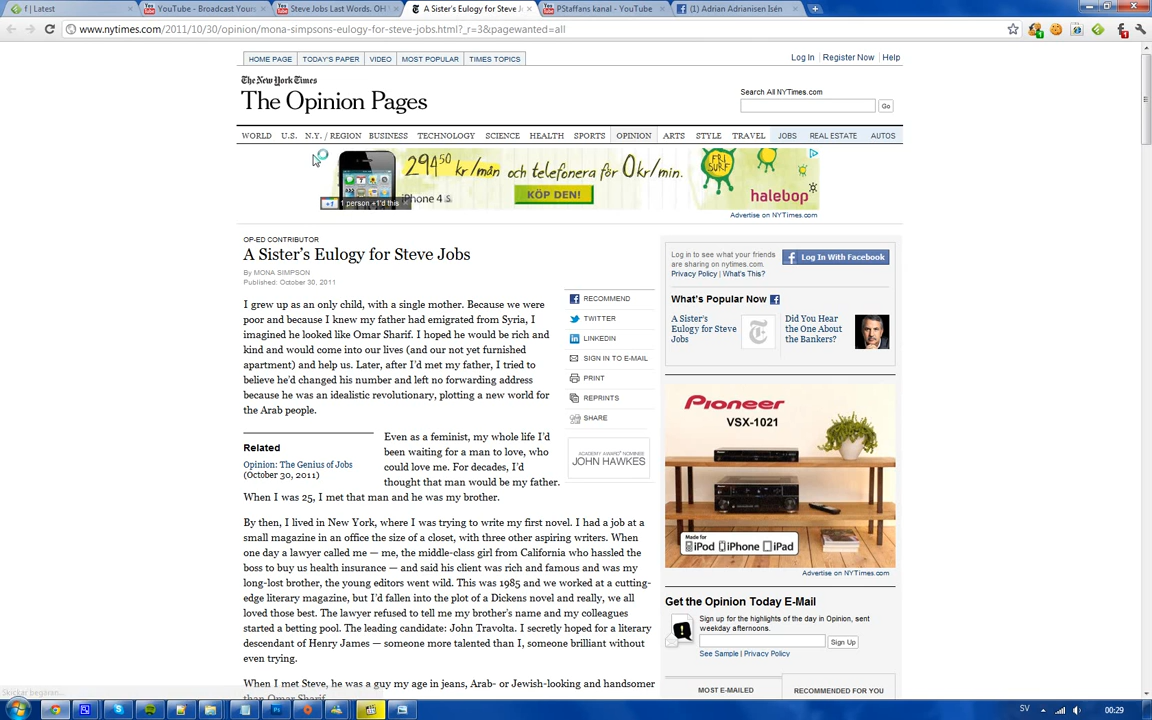 f | Latest
YouTube - Broadcast Yours
Steve Jobs Last Words. OH
A Sister's Eulogy for Steve J
PStaffans kanal - YouTube
(1) Adrian Adrianisen Isén
www.nytimes.com/2011/10/30/opinion/mona-simpsons-eulogy-for-steve-jobs.html?_r=3&pagewanted=all
HOME PAGE
TODAY'S PAPER
VIDEO
MOST POPULAR
TIMES TOPICS
Log In
Register Now
Help
The New York Times
The Opinion Pages
Search All NYTimes.com
Go
WORLD
U.S.
N.Y. / REGION
BUSINESS
TECHNOLOGY
SCIENCE
HEALTH
SPORTS
OPINION
ARTS
STYLE
TRAVEL
JOBS
REAL ESTATE
AUTOS
294 50 kr/mån och telefonera för 0kr/min.
iPhone 4s
KÖP DEN!
FRI SURF
halebop
+1
1 person +1'd this
Advertise on NYTimes.com
OP-ED CONTRIBUTOR
A Sister's Eulogy for Steve Jobs
By MONA SIMPSON
Published: October 30, 2011
I grew up as an only child, with a single mother. Because we were
poor and because I knew my father had emigrated from Syria, I
imagined he looked like Omar Sharif. I hoped he would be rich and
kind and would come into our lives (and our not yet furnished
apartment) and help us. Later, after I'd met my father, I tried to
believe he'd changed his number and left no forwarding address
because he was an idealistic revolutionary, plotting a new world for
the Arab people.
Related
Opinion: The Genius of Jobs
(October 30, 2011)
Even as a feminist, my whole life I'd
been waiting for a man to love, who
could love me. For decades, I'd
thought that man would be my father.
When I was 25, I met that man and he was my brother.
By then, I lived in New York, where I was trying to write my first novel. I had a job at a
small magazine in an office the size of a closet, with three other aspiring writers. When
one day a lawyer called me — me, the middle-class girl from California who hassled the
boss to buy us health insurance — and said his client was rich and famous and was my
long-lost brother, the young editors went wild. This was 1985 and we worked at a cutting-
edge literary magazine, but I'd fallen into the plot of a Dickens novel and really, we all
loved those best. The lawyer refused to tell me my brother's name and my colleagues
started a betting pool. The leading candidate: John Travolta. I secretly hoped for a literary
descendant of Henry James — someone more talented than I, someone brilliant without
even trying.
When I met Steve, he was a guy my age in jeans, Arab- or Jewish-looking and handsomer
than Omar Sharif.
RECOMMEND
TWITTER
LINKEDIN
SIGN IN TO E-MAIL
PRINT
REPRINTS
SHARE
ACADEMY AWARD® NOMINEE
JOHN HAWKES
Log in to see what your friends
are sharing on nytimes.com.
Privacy Policy | What's This?
Log In With Facebook
What's Popular Now
A Sister's
Eulogy for Steve
Jobs
Did You Hear
the One About
the Bankers?
Pioneer
VSX-1021
Made for
iPod iPhone iPad
Advertise on NYTimes.com
Get the Opinion Today E-Mail
Sign up for the highlights of the day in Opinion, sent
weekday afternoons.
Sign Up
See Sample | Privacy Policy
MOST E-MAILED
RECOMMENDED FOR YOU
Skickar begäran...
SV
00:29